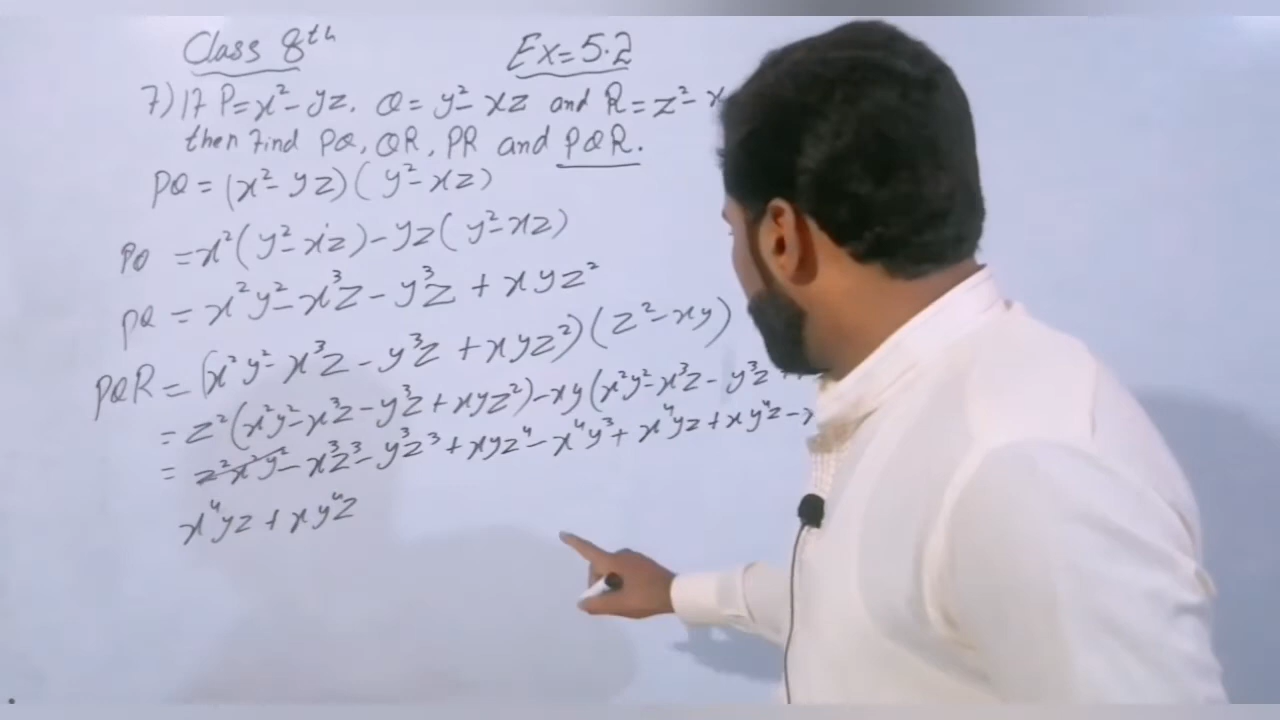 Class 8th Ex=5.2
7) If P=x²-yz. Q= y²-xz and R=z²-x
then Find PQ, QR, PR and PQR.
PQ=(x²-yz)(y²-xz)
PQ =x²(y²-xz)-yz(y²-xz)
PQ = x²y²-x³z-y³z+xyz²
PQR=(x²y²-x³z-y³z+xyz²)(z²-xy)
=z²(x²y²-x³z-y³z+xyz²)-xy(x²y²-x³z-y³z
= z²x²y²-x³z³-y³z³+xyz⁴-x⁴y³+x⁴yz+xy⁴z-
x⁴yz+xy⁴z